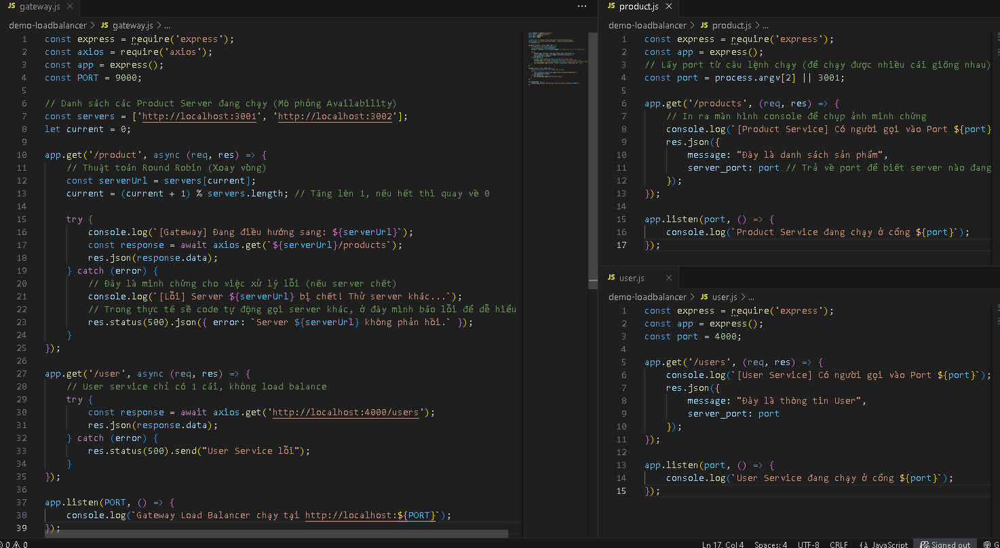 JS gateway.js
demo-loadbalancer > JS gateway.js > ...
1 const express = require('express');
2 const axios = require('axios');
3 const app = express();
4 const PORT = 9000;
5
6 // Danh sách các Product Server đang chạy (Mô phỏng Availability)
7 const servers = ['http://localhost:3001', 'http://localhost:3002'];
8 let current = 0;
9
10 app.get('/product', async (req, res) => {
11 // Thuật toán Round Robin (Xoay vòng)
12 const serverUrl = servers[current];
13 current = (current + 1) % servers.length; // Tăng lên 1, nếu hết thì quay về 0
14
15 try {
16 console.log(`[Gateway] Đang điều hướng sang: ${serverUrl}`);
17 const response = await axios.get(`${serverUrl}/products`);
18 res.json(response.data);
19 } catch (error) {
20 // Đây là minh chứng cho việc xử lý lỗi (nếu server chết)
21 console.log(`[Lỗi] Server ${serverUrl} bị chết! Thử server khác...`);
22 // Trong thực tế sẽ code tự động gọi server khác, ở đây mình báo lỗi để dễ hiểu
23 res.status(500).json({ error: `Server ${serverUrl} không phản hồi.` });
24 }
25 });
26
27 app.get('/user', async (req, res) => {
28 // User service chỉ có 1 cái, không load balance
29 try {
30 const response = await axios.get('http://localhost:4000/users');
31 res.json(response.data);
32 } catch (error) {
33 res.status(500).send("User Service lỗi");
34 }
35 });
36
37 app.listen(PORT, () => {
38 console.log(`Gateway Load Balancer chạy tại http://localhost:${PORT}`);
39 });
JS product.js
demo-loadbalancer > JS product.js > ...
1 const express = require('express');
2 const app = express();
3 // Lấy port từ câu lệnh chạy (để chạy được nhiều cái giống nhau)
4 const port = process.argv[2] || 3001;
5
6 app.get('/products', (req, res) => {
7 // In ra màn hình console để chụp ảnh minh chứng
8 console.log(`[Product Service] Có người gọi vào Port ${port}
9 res.json({
10 message: "Đây là danh sách sản phẩm",
11 server_port: port // Trả về port để biết server nào đang
12 });
13 });
14
15 app.listen(port, () => {
16 console.log(`Product Service đang chạy ở cổng ${port}`);
17 });
JS user.js
demo-loadbalancer > JS user.js > ...
1 const express = require('express');
2 const app = express();
3 const port = 4000;
4
5 app.get('/users', (req, res) => {
6 console.log(`[User Service] Có người gọi vào Port ${port}`);
7 res.json({
8 message: "Đây là thông tin User",
9 server_port: port
10 });
11 });
12
13 app.listen(port, () => {
14 console.log(`User Service đang chạy ở cổng ${port}`);
15 });
0 0 Ln 17, Col 4 Spaces: 4 UTF-8 CRLF {} JavaScript Signed out